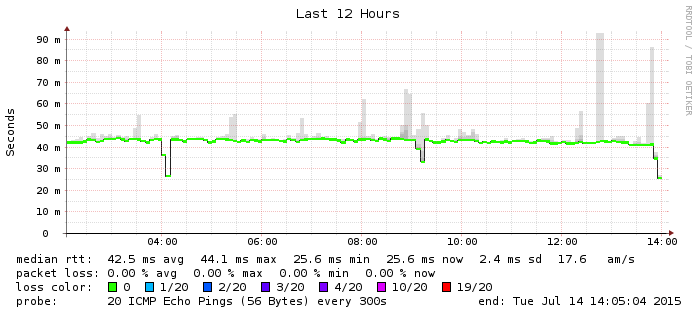 Last 12 Hours
RRDTOOL / TOBI OETIKER
Seconds
90 m
80 m
70 m
60 m
50 m
40 m
30 m
20 m
10 m
0
04:00 06:00 08:00 10:00 12:00 14:00
median rtt: 42.5 ms avg 44.1 ms max 25.6 ms min 25.6 ms now 2.4 ms sd 17.6 am/s
packet loss: 0.00 % avg 0.00 % max 0.00 % min 0.00 % now
loss color: 0 1/20 2/20 3/20 4/20 10/20 19/20
probe: 20 ICMP Echo Pings (56 Bytes) every 300s end: Tue Jul 14 14:05:04 2015